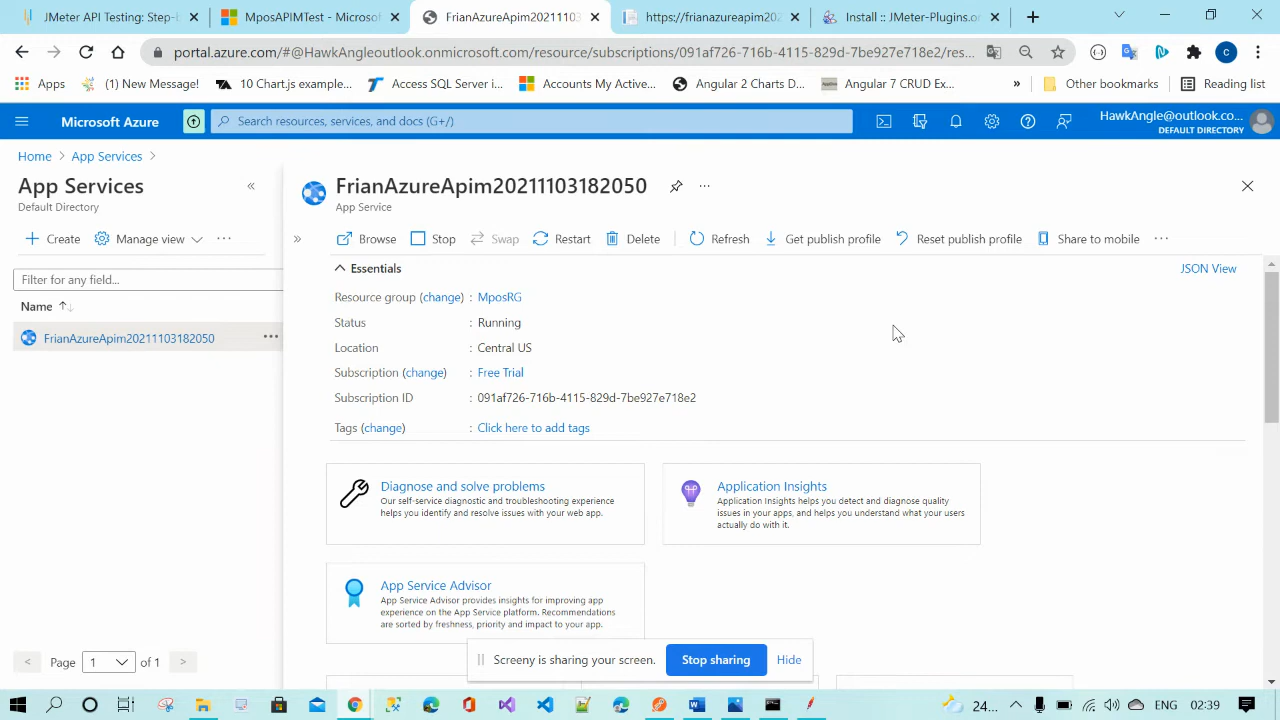 JMeter API Testing: Step-
MposAPIMTest - Microsoft
FrianAzureApim2021103
https://frianazureapim202
Install :: JMeter-Plugins.or
portal.azure.com/#@HawkAngleoutlook.onmicrosoft.com/resource/subscriptions/091af726-716b-4115-829d-7be927e718e2/res...
C
Apps
(1) New Message!
10 Chart.js example...
Access SQL Server i...
Accounts My Active...
Angular 2 Charts D...
Angular 7 CRUD Ex...
»
Other bookmarks
Reading list
Microsoft Azure
Search resources, services, and docs (G+/)
HawkAngle@outlook.co...
DEFAULT DIRECTORY
Home > App Services >
App Services
«
Default Directory
FrianAzureApim20211103182050
...
App Service
Create
Manage view
...
»
Browse
Stop
Swap
Restart
Delete
Refresh
Get publish profile
Reset publish profile
Share to mobile
...
Filter for any field...
Name
FrianAzureApim20211103182050
...
Essentials
JSON View
Resource group (change) : MposRG
Status : Running
Location : Central US
Subscription (change) : Free Trial
Subscription ID : 091af726-716b-4115-829d-7be927e718e2
Tags (change) : Click here to add tags
Diagnose and solve problems
Our self-service diagnostic and troubleshooting experience
helps you identify and resolve issues with your web app.
Application Insights
Application Insights helps you detect and diagnose quality
issues in your apps, and helps you understand what your users
actually do with it.
App Service Advisor
App Service Advisor provides insights for improving app
experience on the App Service platform. Recommendations
are sorted by freshness, priority and impact to your app.
< Page 1 of 1 >
Screeny is sharing your screen.
Stop sharing
Hide
24...
ENG
02:39